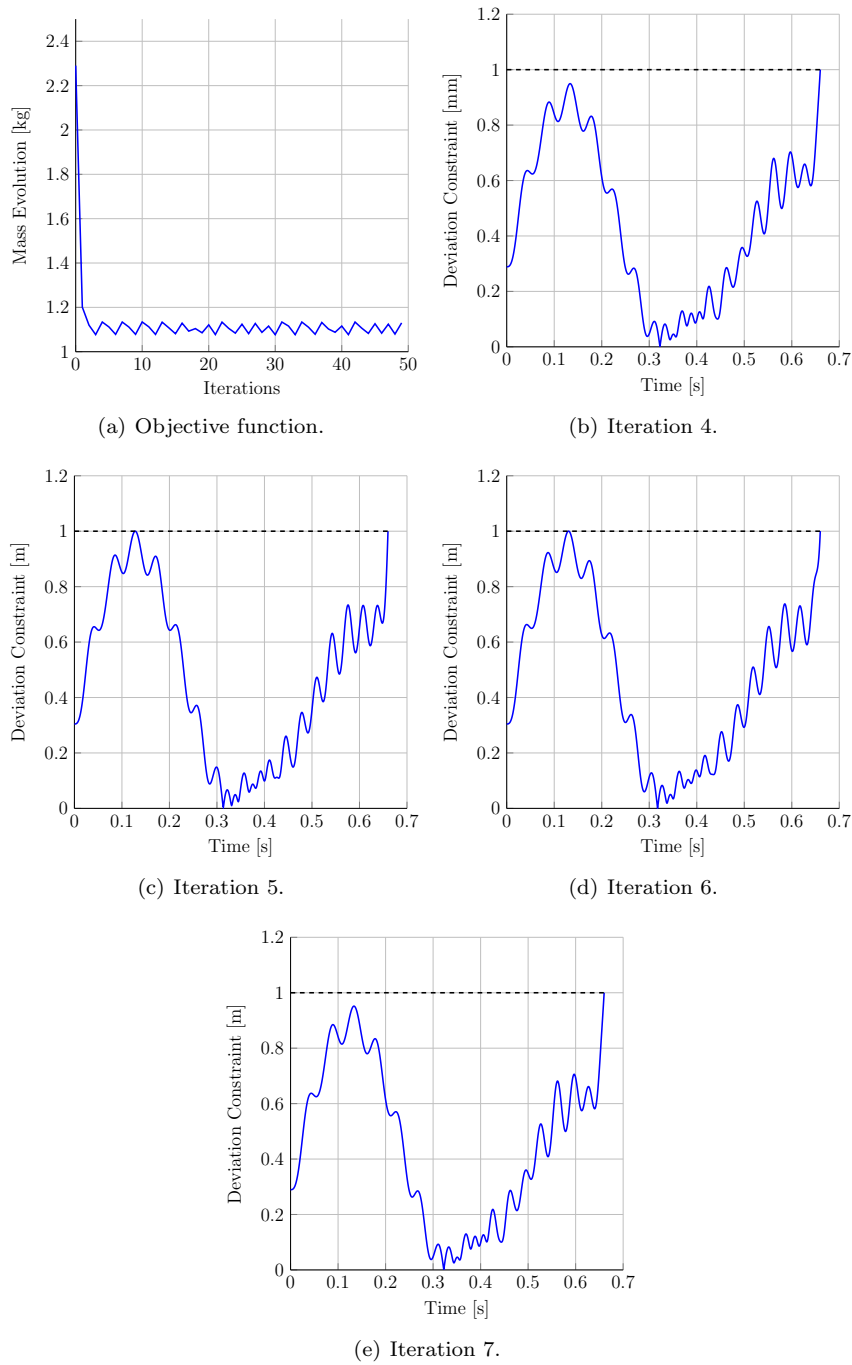 2.4
2.2
2
1.8
1.6
1.4
1.2
1
Mass Evolution [kg]
0 10 20 30 40 50
Iterations
(a) Objective function.
1.2
1
0.8
0.6
0.4
0.2
0
Deviation Constraint [mm]
0 0.1 0.2 0.3 0.4 0.5 0.6 0.7
Time [s]
(b) Iteration 4.
1.2
1
0.8
0.6
0.4
0.2
0
Deviation Constraint [m]
0 0.1 0.2 0.3 0.4 0.5 0.6 0.7
Time [s]
(c) Iteration 5.
1.2
1
0.8
0.6
0.4
0.2
0
Deviation Constraint [m]
0 0.1 0.2 0.3 0.4 0.5 0.6 0.7
Time [s]
(d) Iteration 6.
1.2
1
0.8
0.6
0.4
0.2
0
Deviation Constraint [m]
0 0.1 0.2 0.3 0.4 0.5 0.6 0.7
Time [s]
(e) Iteration 7.